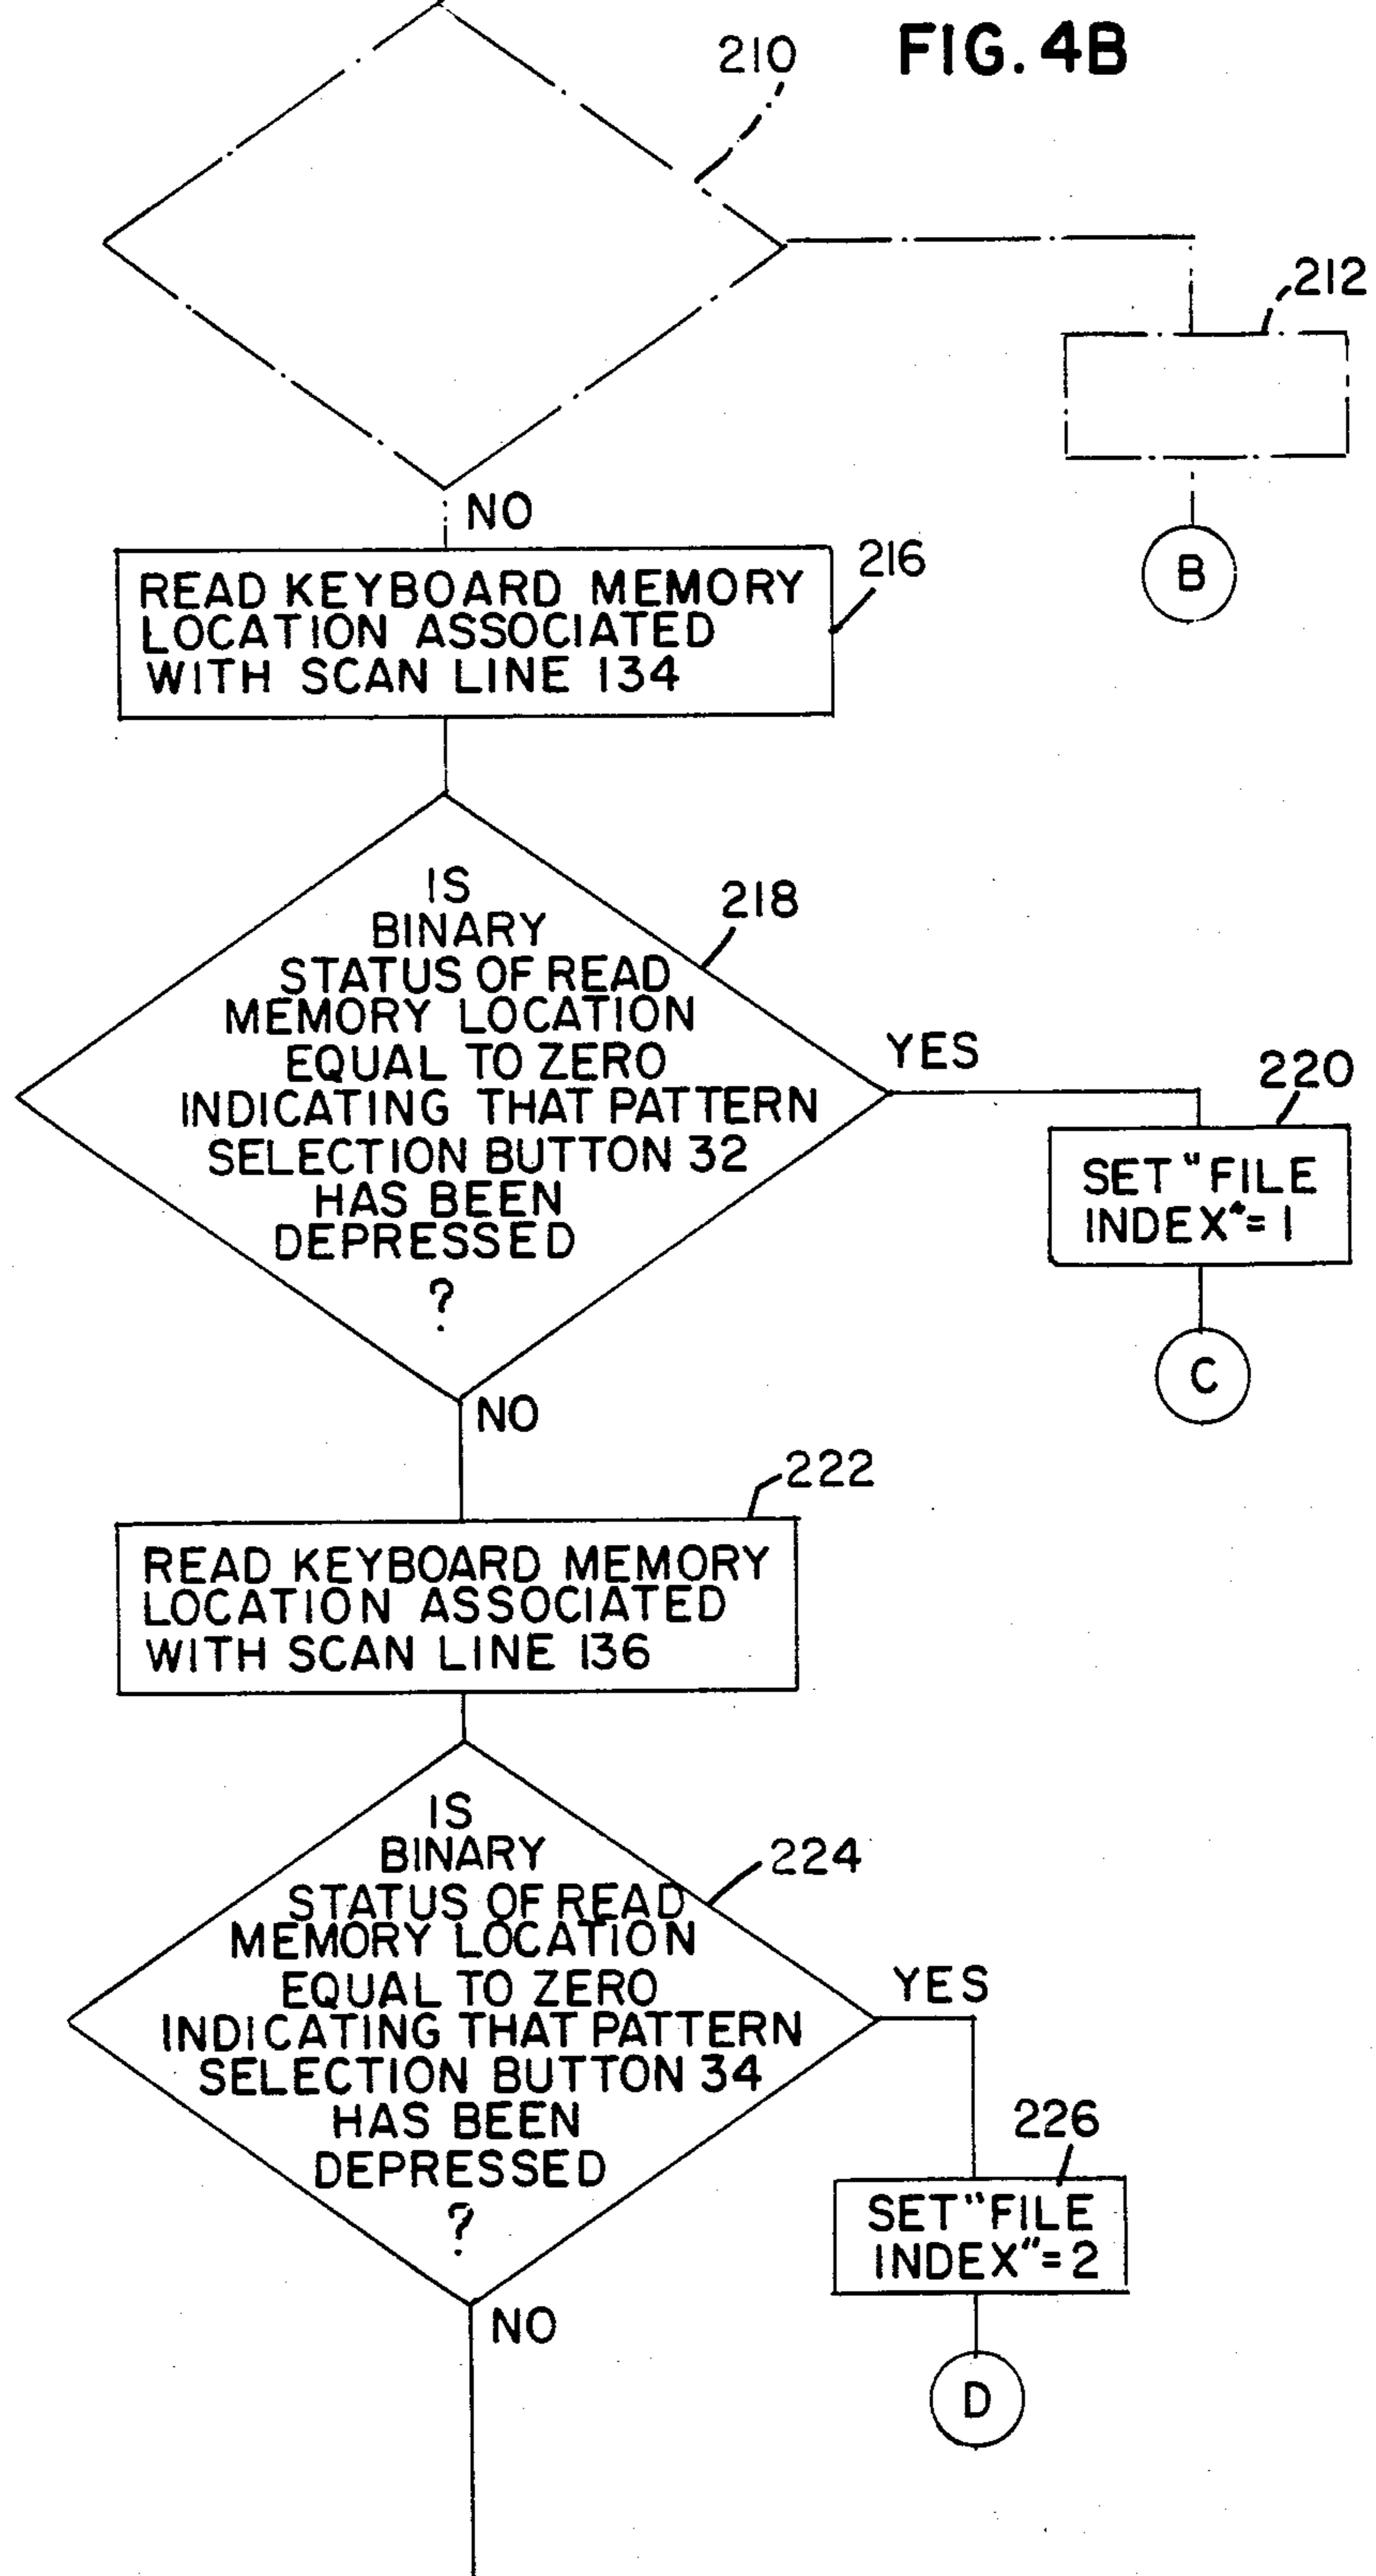 FIG. 4B
210
212
NO
B
216
READ KEYBOARD MEMORY
LOCATION ASSOCIATED
WITH SCAN LINE 134
218
IS
BINARY
STATUS OF READ
MEMORY LOCATION
EQUAL TO ZERO
INDICATING THAT PATTERN
SELECTION BUTTON 32
HAS BEEN
DEPRESSED
?
YES
220
SET "FILE
INDEX" = 1
C
NO
222
READ KEYBOARD MEMORY
LOCATION ASSOCIATED
WITH SCAN LINE 136
224
IS
BINARY
STATUS OF READ
MEMORY LOCATION
EQUAL TO ZERO
INDICATING THAT PATTERN
SELECTION BUTTON 34
HAS BEEN
DEPRESSED
?
YES
226
SET "FILE
INDEX" = 2
D
NO